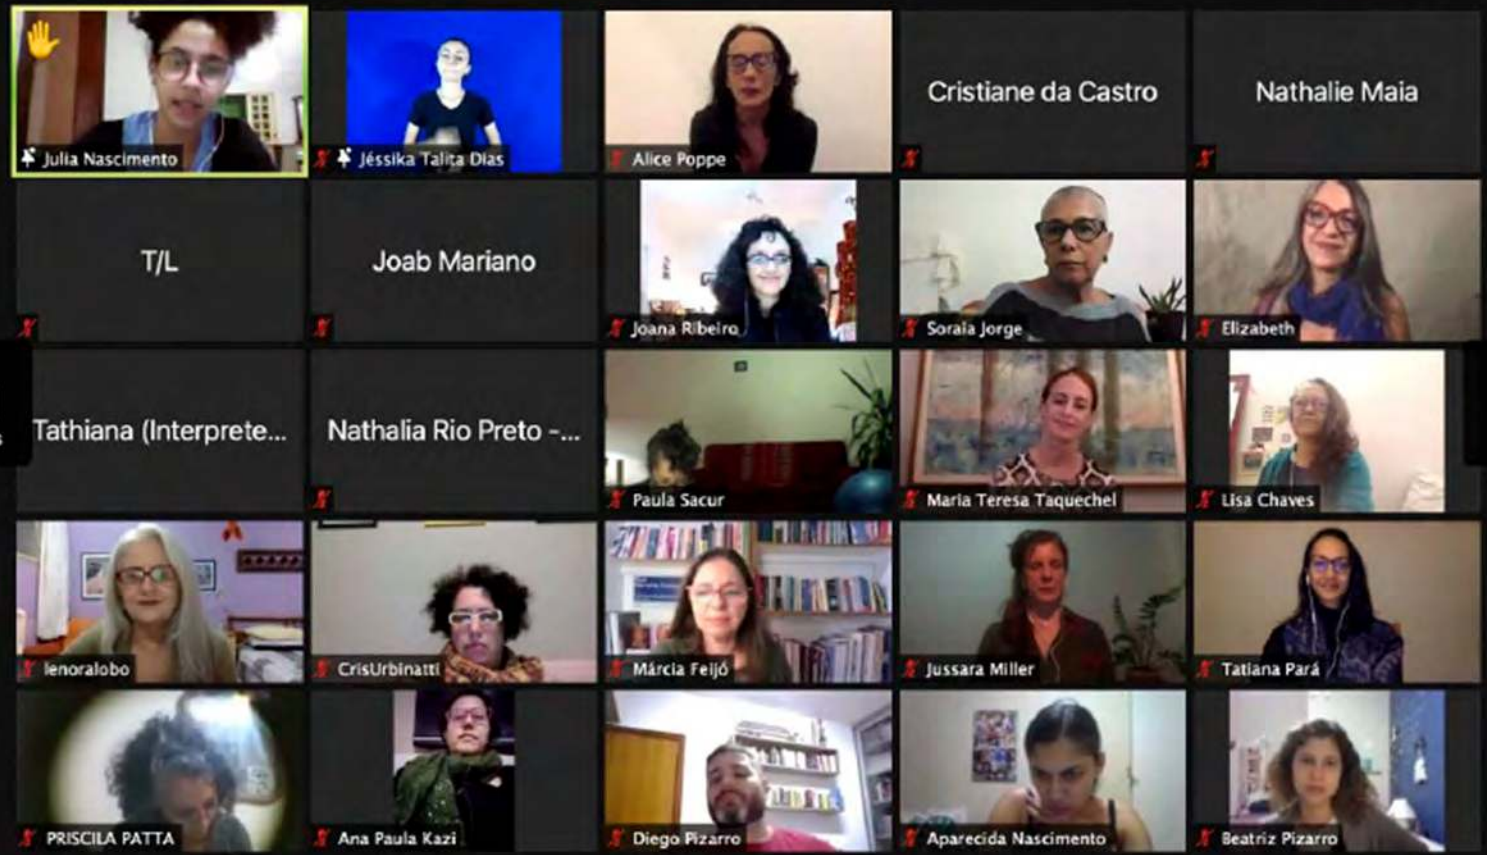 Julia Nascimento
Jéssika Talita Dias
Alice Poppe
Cristiane da Castro
Nathalie Maia
T/L
Joab Mariano
Joana Ribeiro
Soraia Jorge
Elizabeth
Tathiana (Interprete...
Nathalia Rio Preto -...
Paula Sacur
Maria Teresa Taquechel
Lisa Chaves
lenoralobo
CrisUrbinatti
Márcia Feijó
Jussara Miller
Tatiana Pará
PRISCILA PATTA
Ana Paula Kazi
Diego Pizarro
Aparecida Nascimento
Beatriz Pizarro